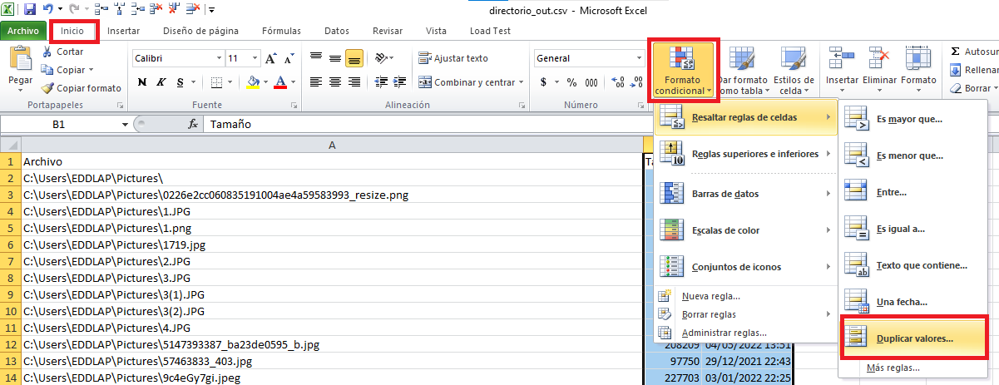 directorio_out.csv - Microsoft Excel
Archivo Inicio Insertar Diseño de página Fórmulas Datos Revisar Vista Load Test
Pegar
Cortar
Copiar
Copiar formato
Portapapeles
Calibri 11 A A
N K S A
Fuente
Ajustar texto
Combinar y centrar
Alineación
General
$ % 000
Número
Formato condicional
Dar formato como tabla
Estilos de celda
Insertar Eliminar Formato
Σ Autosur
Rellenar
Borrar
B1 fx Tamaño
A
1 Archivo Ta
2 C:\Users\EDDLAP\Pictures\
3 C:\Users\EDDLAP\Pictures\0226e2cc060835191004ae4a59583993_resize.png
4 C:\Users\EDDLAP\Pictures\1.JPG
5 C:\Users\EDDLAP\Pictures\1.png
6 C:\Users\EDDLAP\Pictures\1719.jpg
7 C:\Users\EDDLAP\Pictures\2.JPG
8 C:\Users\EDDLAP\Pictures\3.JPG
9 C:\Users\EDDLAP\Pictures\3(1).JPG
10 C:\Users\EDDLAP\Pictures\3(2).JPG
11 C:\Users\EDDLAP\Pictures\4.JPG
12 C:\Users\EDDLAP\Pictures\5147393387_ba23de0595_b.jpg 208209 04/05/2022 13:51
13 C:\Users\EDDLAP\Pictures\57463833_403.jpg 97750 29/12/2021 22:43
14 C:\Users\EDDLAP\Pictures\9c4eGy7gi.jpeg 227703 03/01/2022 22:25
Resaltar reglas de celdas
Reglas superiores e inferiores
Barras de datos
Escalas de color
Conjuntos de iconos
Nueva regla...
Borrar reglas
Administrar reglas...
Es mayor que...
Es menor que...
Entre...
Es igual a...
Texto que contiene...
Una fecha...
Duplicar valores...
Más reglas...